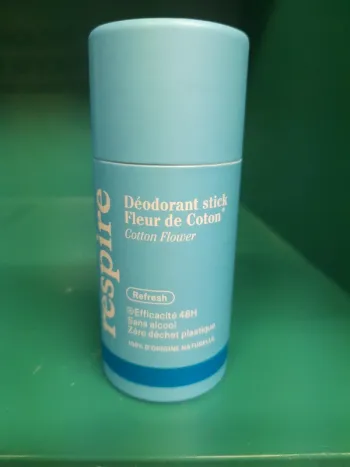 respire
Déodorant stick
Fleur de Coton*
Cotton Flower
Refresh
Efficacité 48H
Sans alcool
Zéro déchet plastique
100% D'ORIGINE NATURELLE